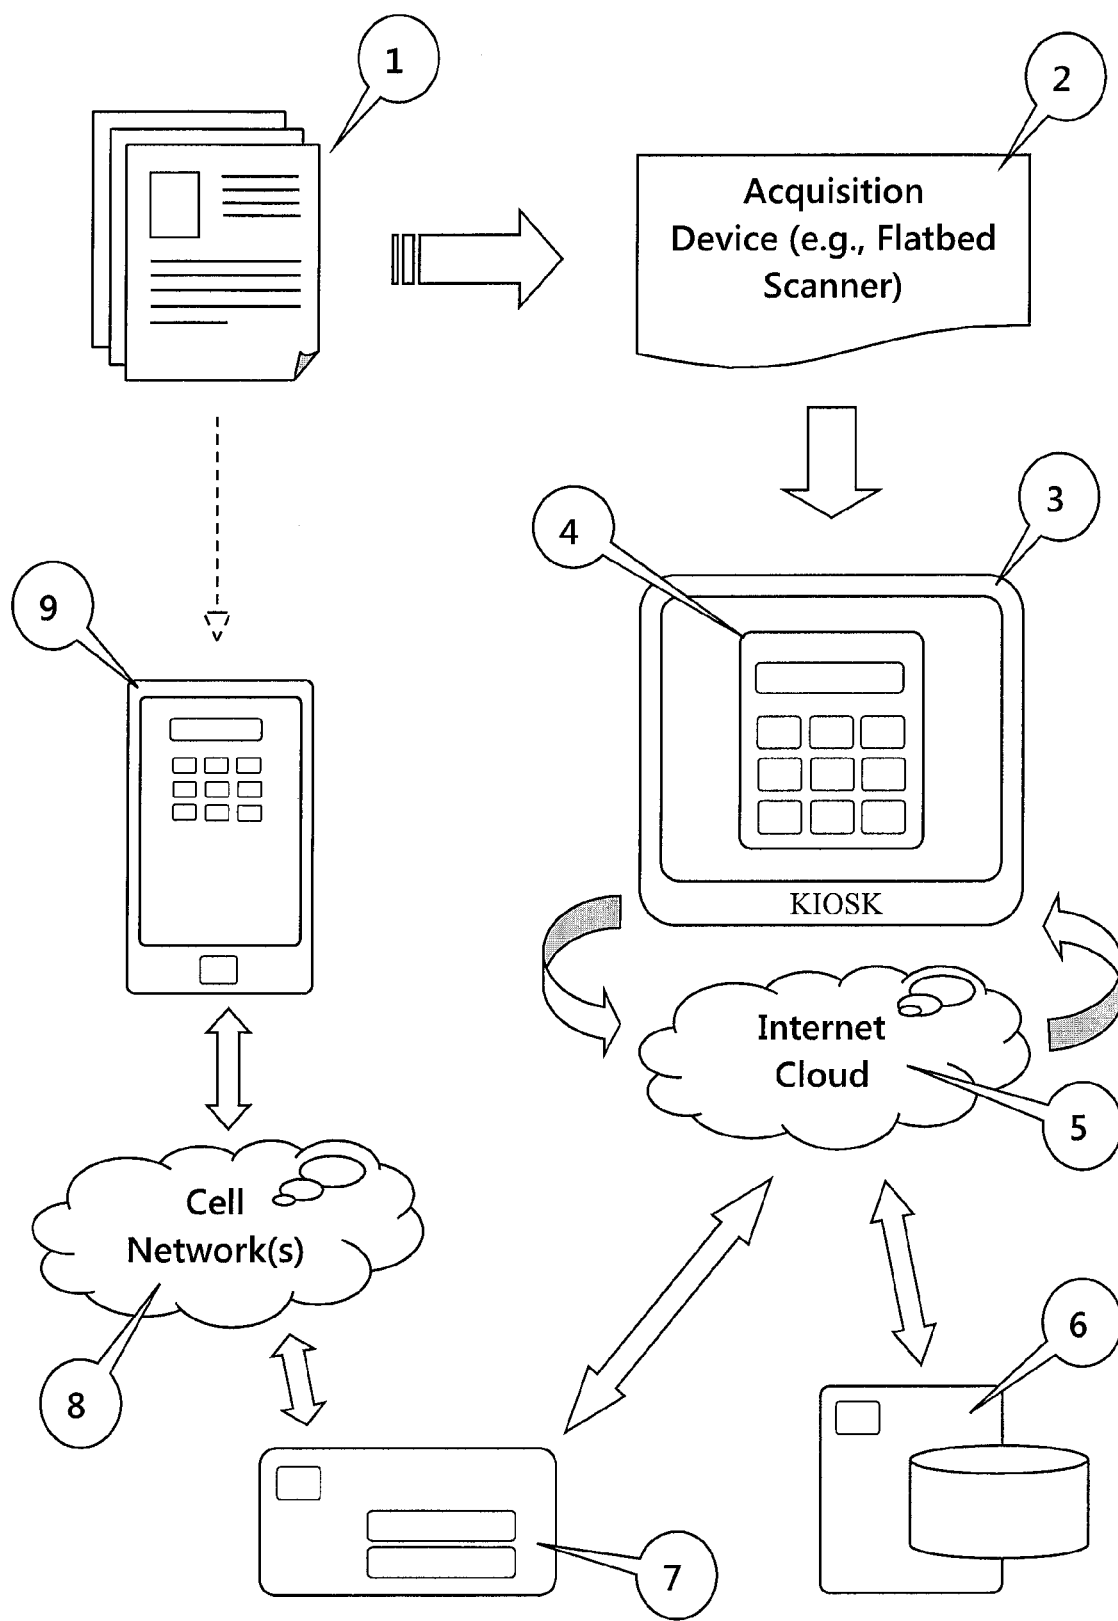 1
2
Acquisition
Device (e.g., Flatbed
Scanner)
3
4
9
KIOSK
Internet
Cloud
5
Cell
Network(s)
6
8
7